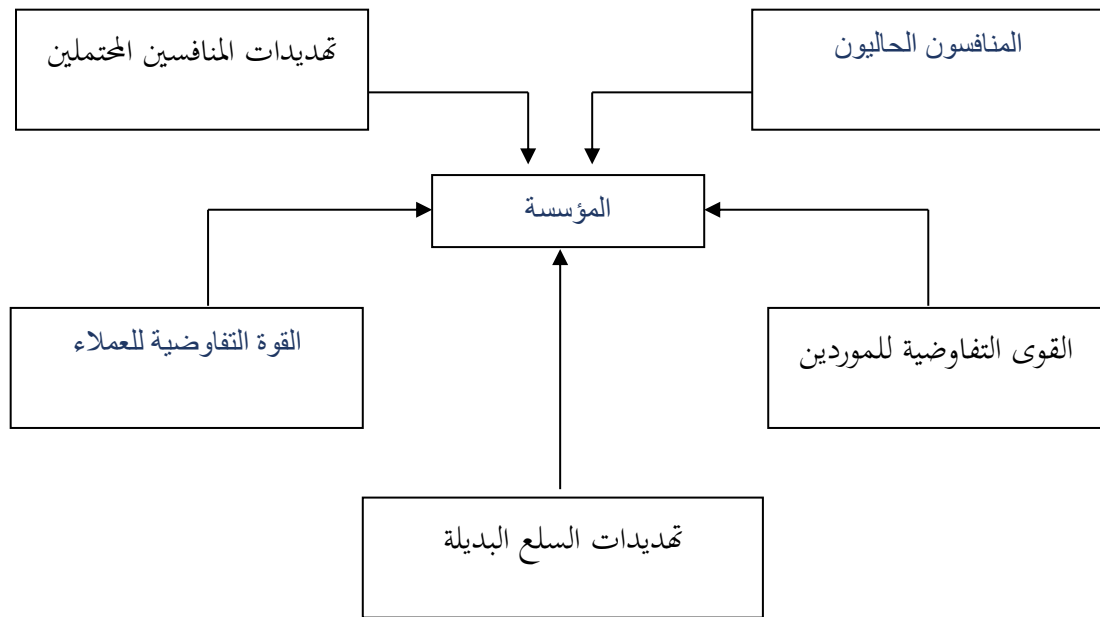 المنافسون الحاليون
تهديدات المنافسين المحتملين
المؤسسة
القوى التفاوضية للموردين
القوة التفاوضية للعملاء
تهديدات السلع البديلة